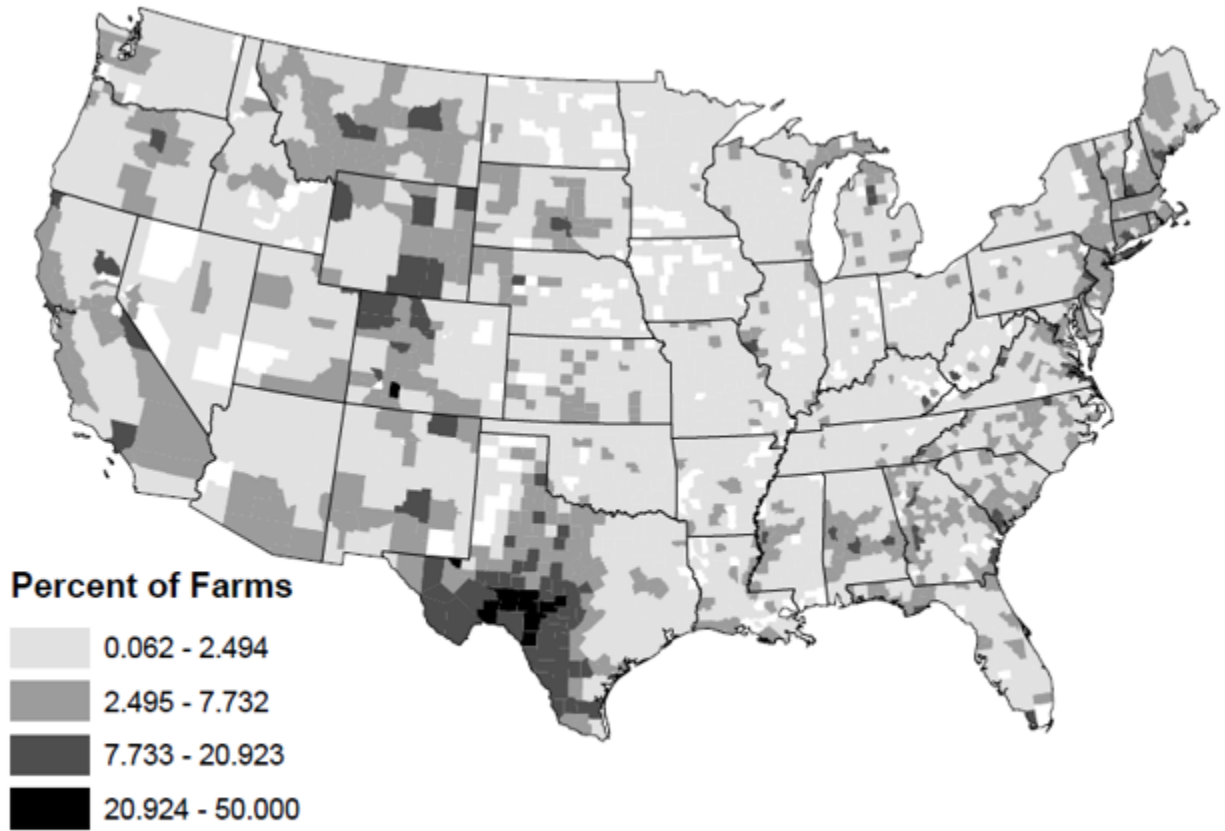 Percent of Farms
0.062 - 2.494
2.495 - 7.732
7.733 - 20.923
20.924 - 50.000